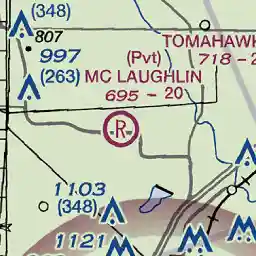 (348)
807
TOMAHAWK
997
(Pvt)
718 - 2
(263)
MC LAUGHLIN
695 - 20
R
1103
(348)
1121